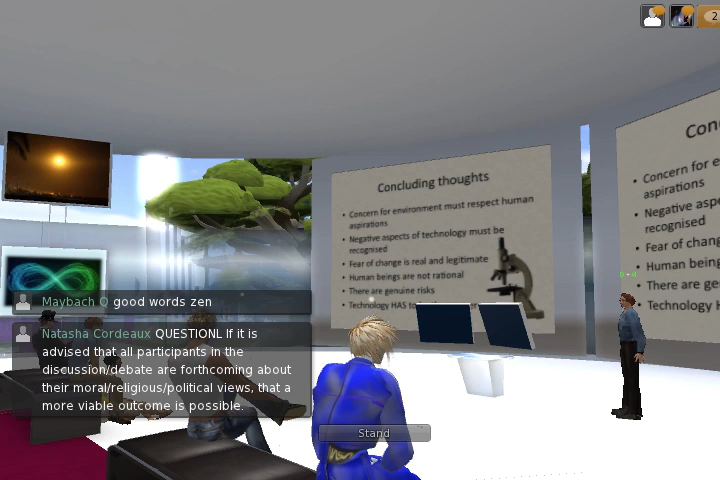 2
Concluding thoughts
• Concern for environment must respect human
aspirations
• Negative aspects of technology must be
recognised
• Fear of change is real and legitimate
• Human beings are not rational
• There are genuine risks
• Technology HAS to
Con
• Concern for e
aspirations
• Negative aspe
recognised
• Fear of chang
• Human being
• There are ge
• Technology H
Maybach Q good words zen
Natasha Cordeaux QUESTIONL If it is
advised that all participants in the
discussion/debate are forthcoming about
their moral/religious/political views, that a
more viable outcome is possible.
Stand